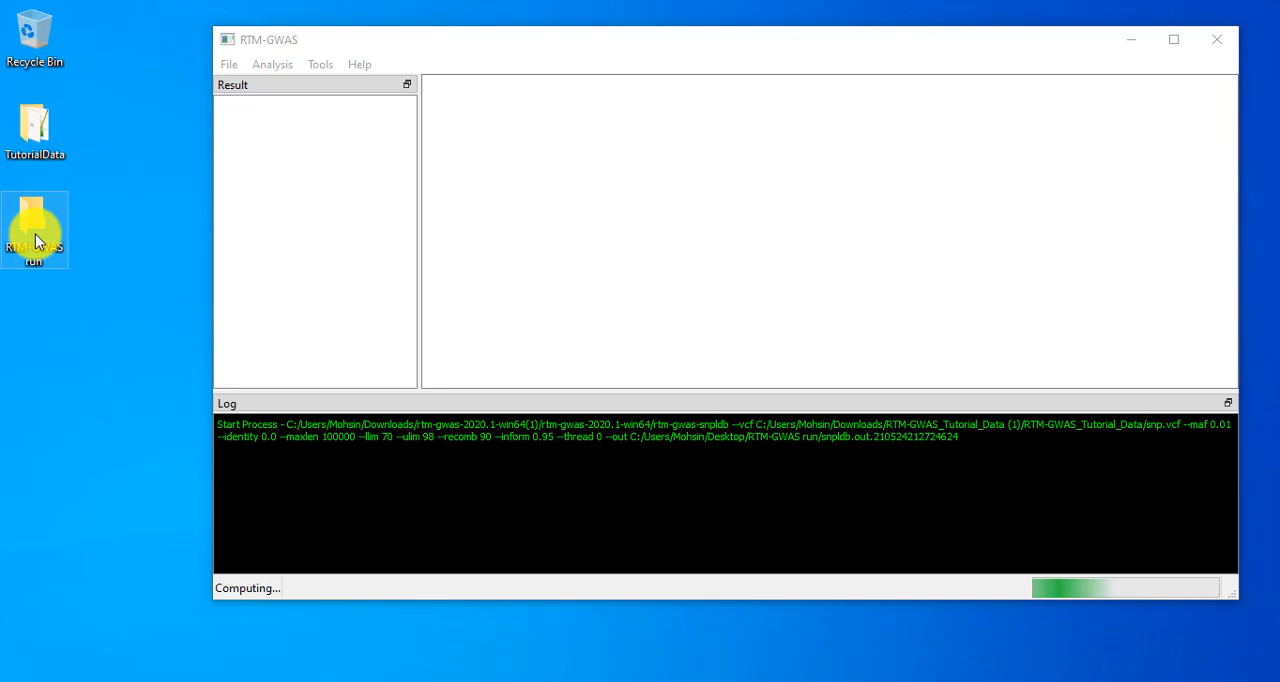 Recycle Bin
TutorialData
RTM-GWAS
run
RTM-GWAS
File Analysis Tools Help
Result
Log
Start Process - C:/Users/Mohsin/Downloads/rtm-gwas-2020.1-win64(1)/rtm-gwas-2020.1-win64/rtm-gwas-snpldb --vcf C:/Users/Mohsin/Downloads/RTM-GWAS_Tutorial_Data (1)/RTM-GWAS_Tutorial_Data/snp.vcf --maf 0.01
--identity 0.0 --maxlen 100000 --llim 70 --ulim 98 --recomb 90 --inform 0.95 --thread 0 --out C:/Users/Mohsin/Desktop/RTM-GWAS run/snpldb.out.210524212724624
Computing...